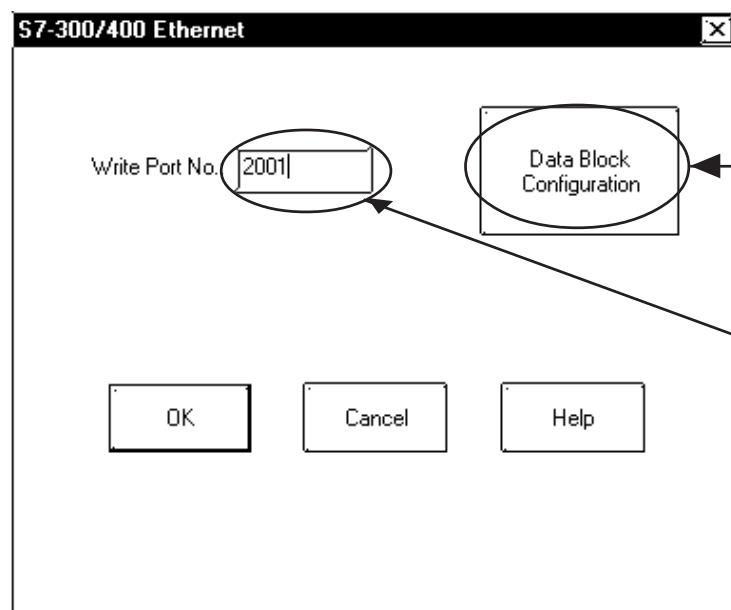 S7-300/400 Ethernet
Write Port No. 2001
Data Block
Configuration
OK Cancel Help